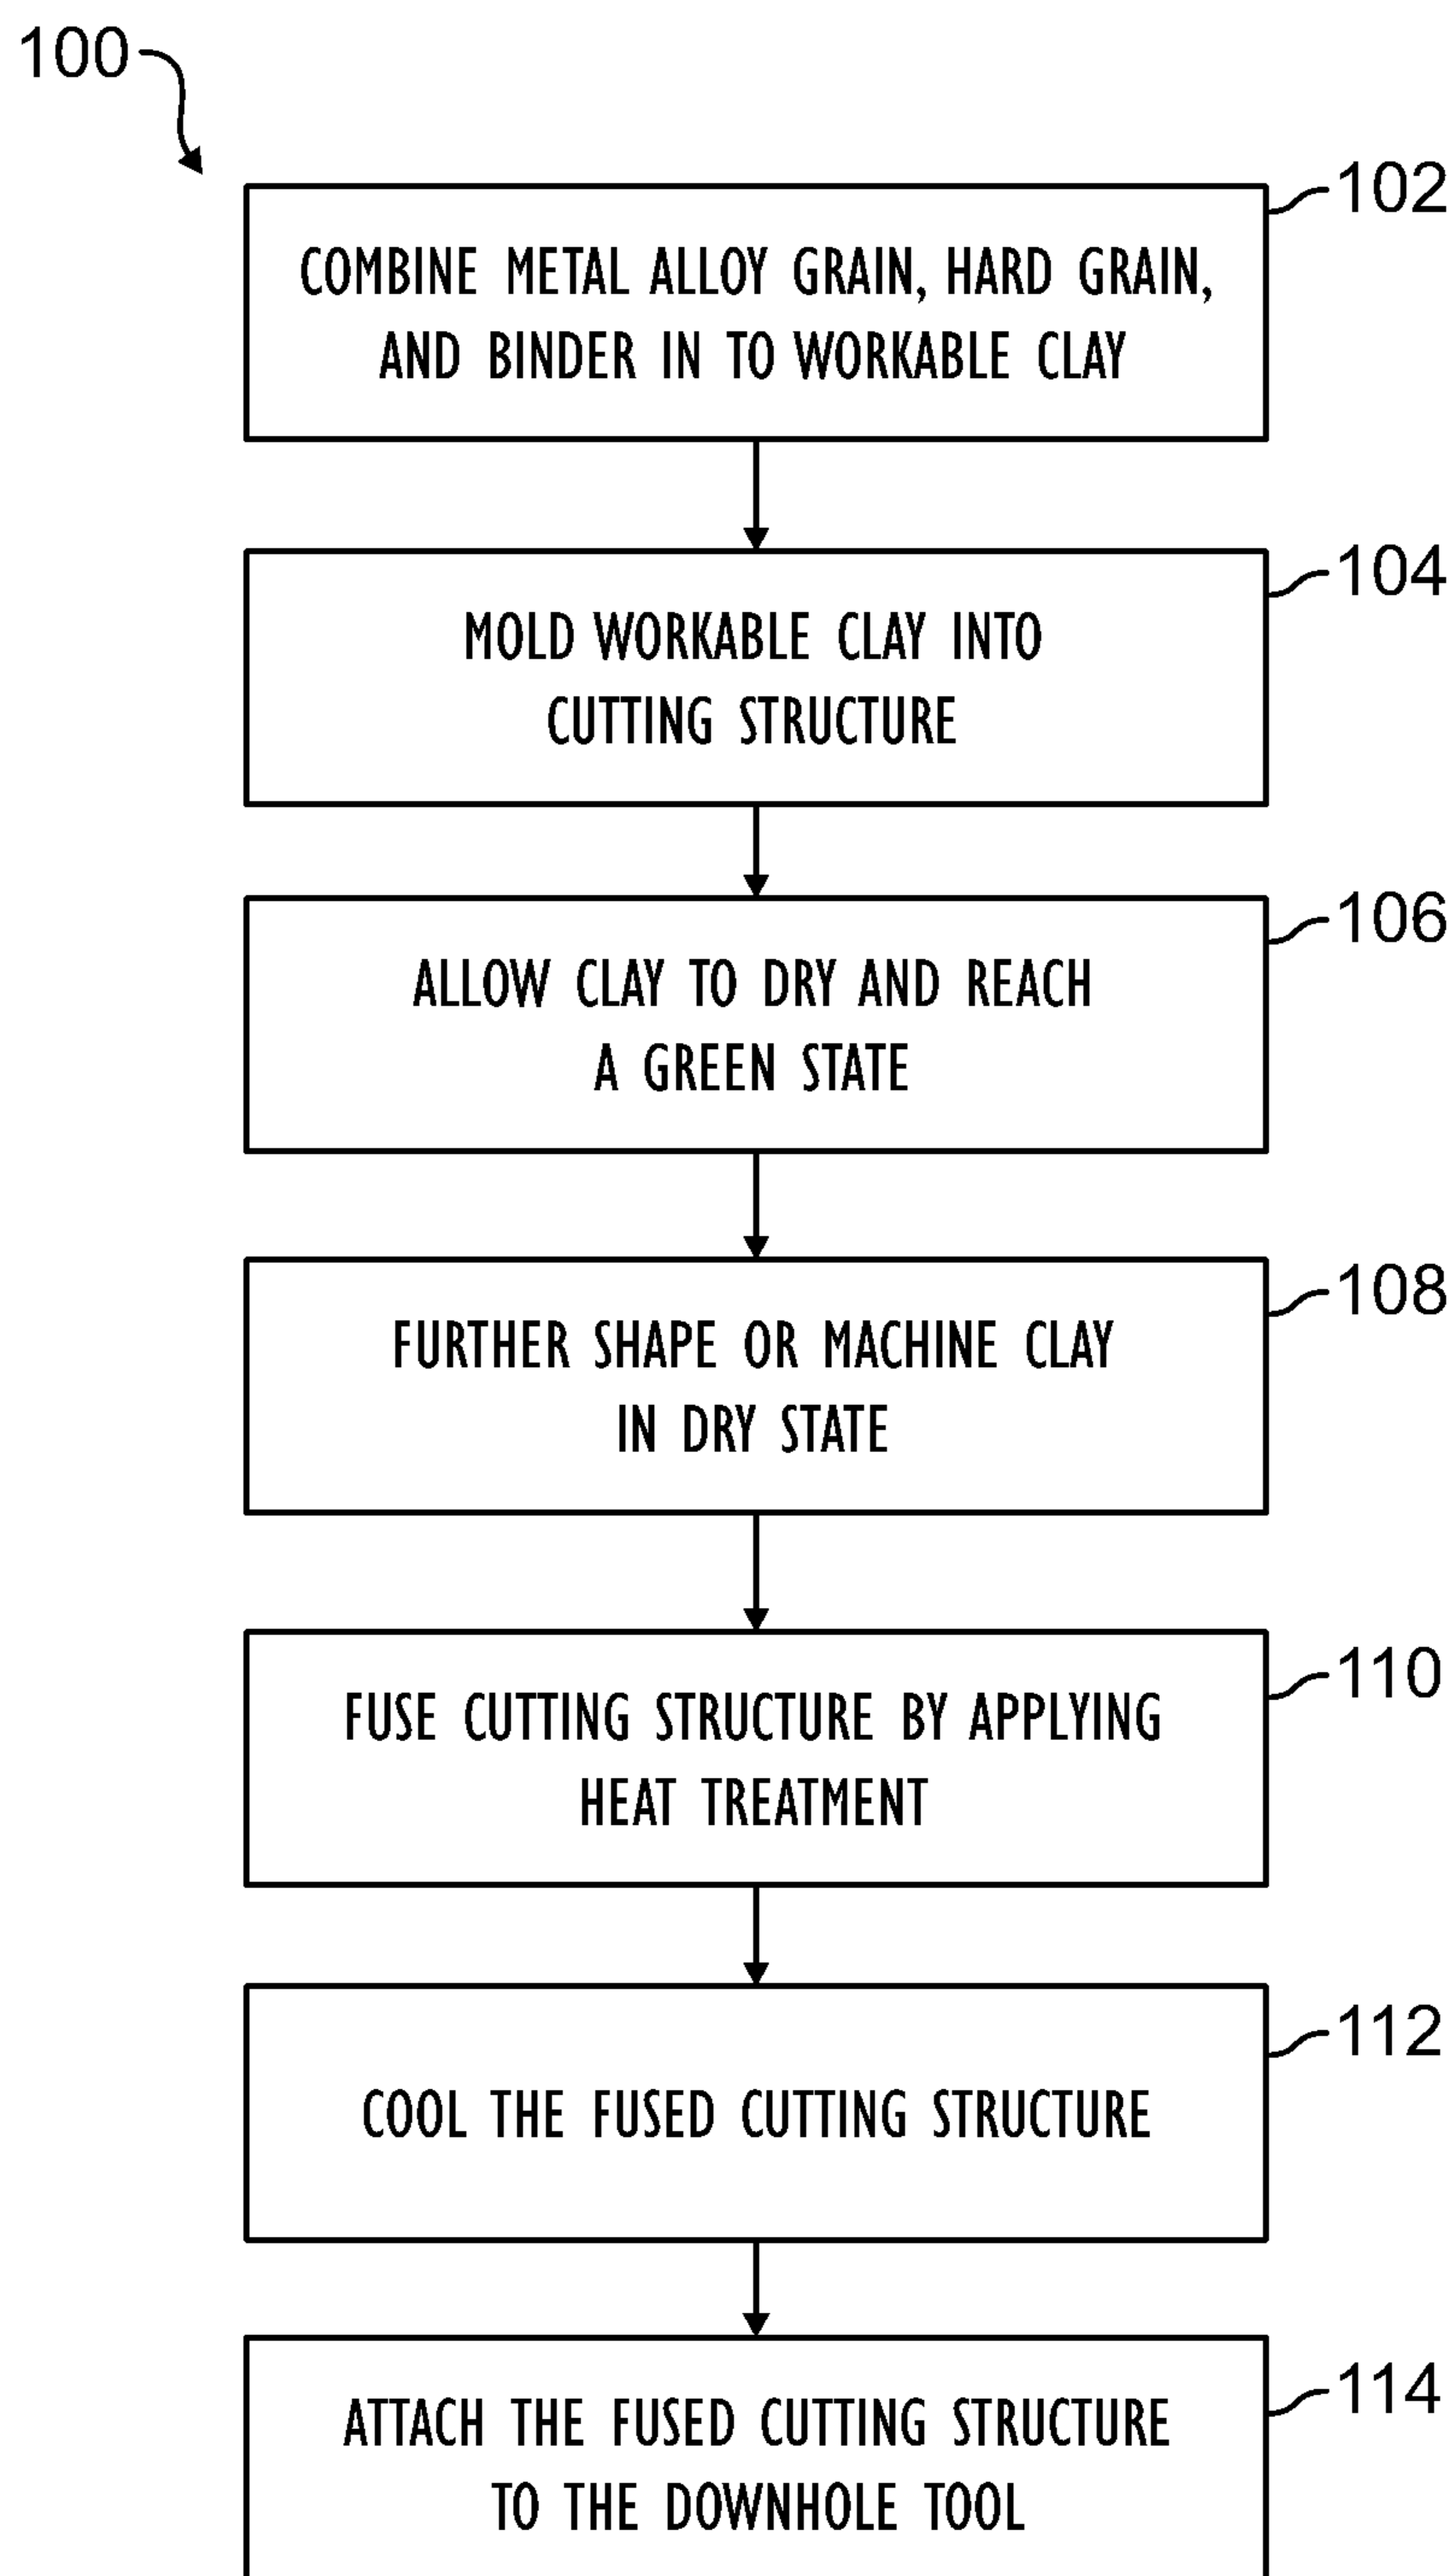 100
102
COMBINE METAL ALLOY GRAIN, HARD GRAIN,
AND BINDER IN TO WORKABLE CLAY
104
MOLD WORKABLE CLAY INTO
CUTTING STRUCTURE
106
ALLOW CLAY TO DRY AND REACH
A GREEN STATE
108
FURTHER SHAPE OR MACHINE CLAY
IN DRY STATE
110
FUSE CUTTING STRUCTURE BY APPLYING
HEAT TREATMENT
112
COOL THE FUSED CUTTING STRUCTURE
114
ATTACH THE FUSED CUTTING STRUCTURE
TO THE DOWNHOLE TOOL